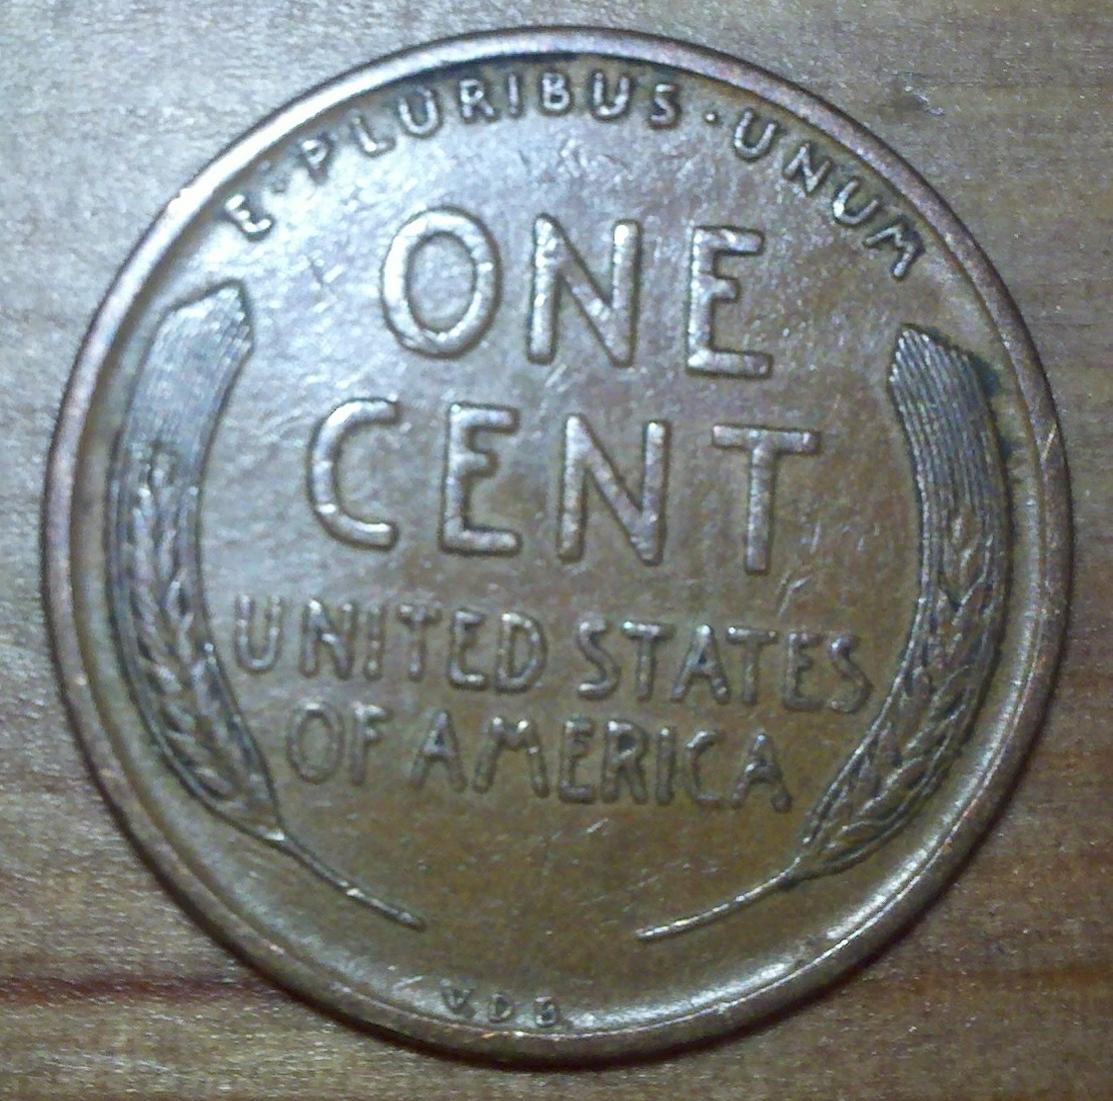 E·PLURIBUS·UNUM
ONE
CENT
UNITED STATES
OF AMERICA
V.D.B.